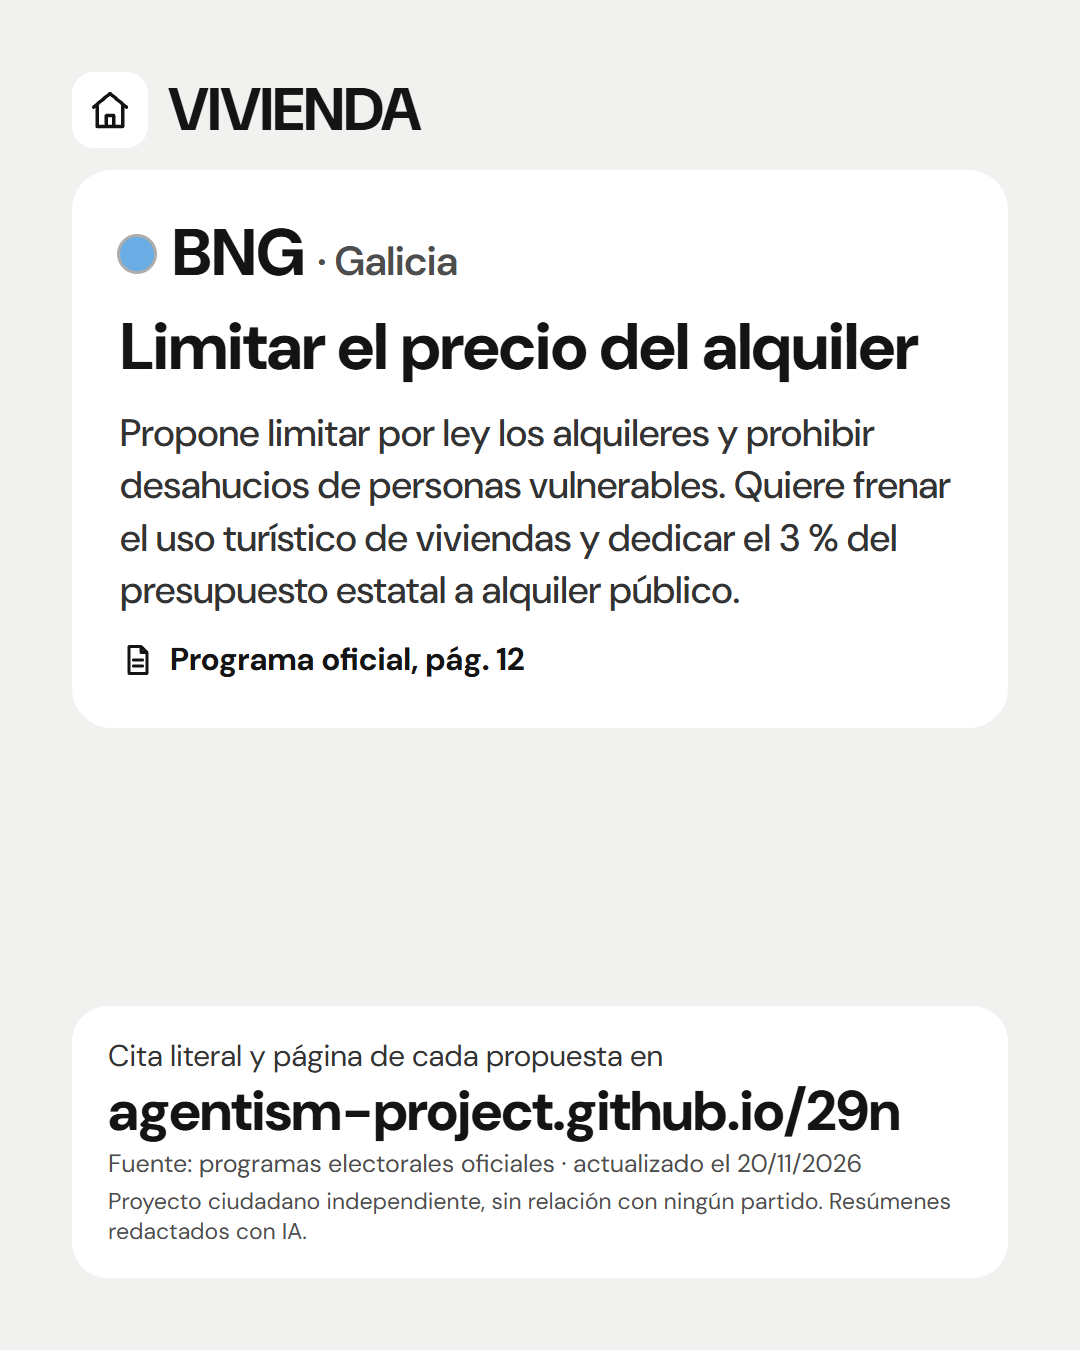 VIVIENDA
BNG · Galicia
Limitar el precio del alquiler
Propone limitar por ley los alquileres y prohibir
desahucios de personas vulnerables. Quiere frenar
el uso turístico de viviendas y dedicar el 3 % del
presupuesto estatal a alquiler público.
Programa oficial, pág. 12
Cita literal y página de cada propuesta en
agentism-project.github.io/29n
Fuente: programas electorales oficiales · actualizado el 20/11/2026
Proyecto ciudadano independiente, sin relación con ningún partido. Resúmenes
redactados con IA.